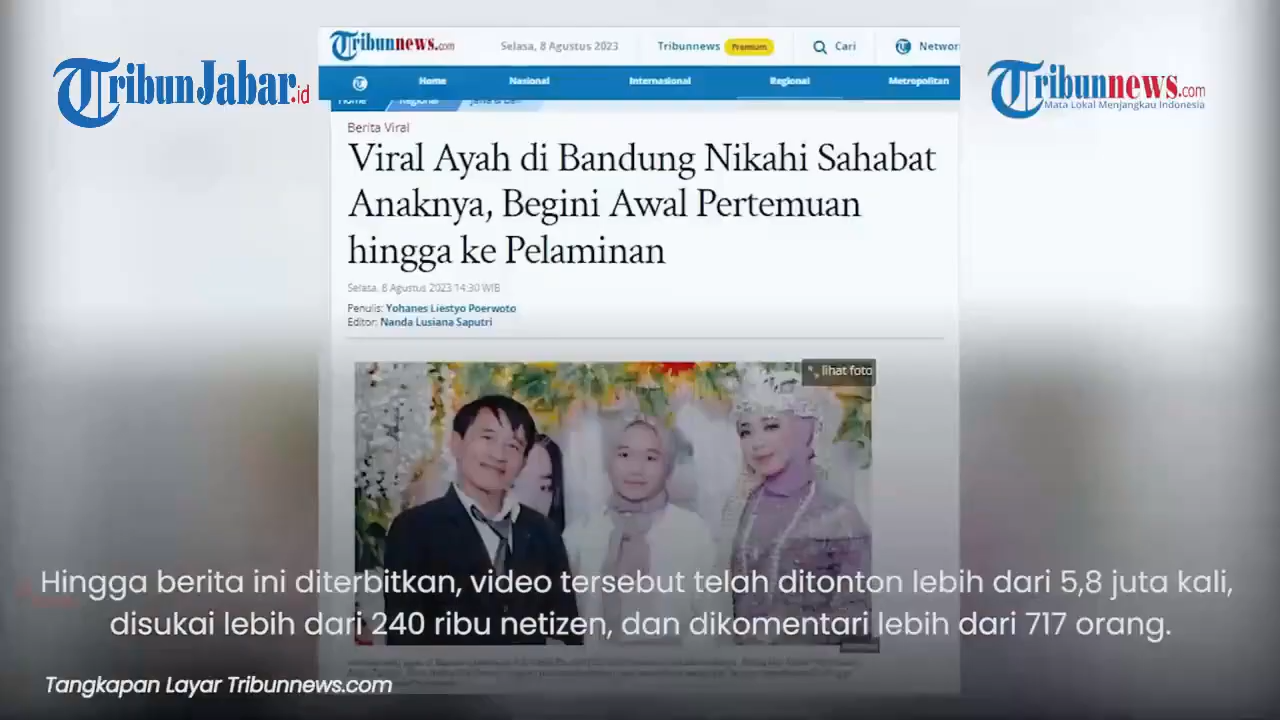 TribunJabar.id
Tribunnews.com
Selasa, 8 Agustus 2023
Tribunnews Premium
Cari
Networ
Tribunnews.com
Mata Lokal Menjangkau Indonesia
Home Nasional Internasional Regional Metropolitan
Home Regional Jawa & Bali
Berita Viral
Viral Ayah di Bandung Nikahi Sahabat
Anaknya, Begini Awal Pertemuan
hingga ke Pelaminan
Selasa, 8 Agustus 2023 14:30 WIB
Penulis: Yohanes Liestyo Poerwoto
Editor: Nanda Lusiana Saputri
lihat foto
Hingga berita ini diterbitkan, video tersebut telah ditonton lebih dari 5,8 juta kali,
disukai lebih dari 240 ribu netizen, dan dikomentari lebih dari 717 orang.
Tangkapan Layar Tribunnews.com